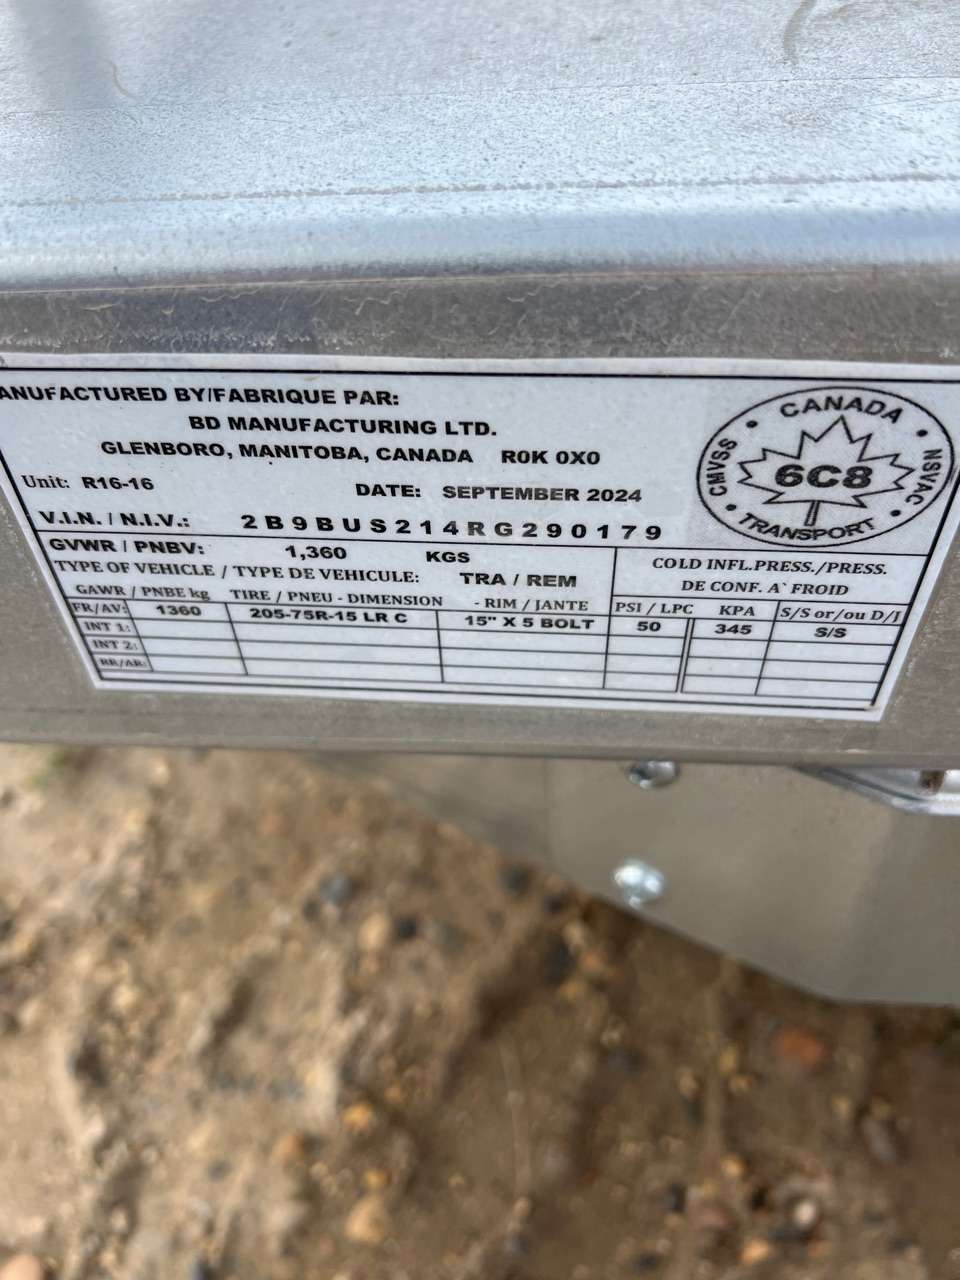 ANUFACTURED BY/FABRIQUE PAR:
BD MANUFACTURING LTD.
GLENBORO, MANITOBA, CANADA R0K 0X0
Unit: R16-16
DATE: SEPTEMBER 2024
V.I.N. / N.I.V.: 2B9BUS214RG290179
CANADA
CMVSS
6C8
NSVAC
TRANSPORT
GVWR / PNBV: 1,360 KGS
TYPE OF VEHICLE / TYPE DE VEHICULE: TRA / REM
COLD INFL.PRESS./PRESS.
DE CONF. A` FROID
GAWR / PNBE kg TIRE / PNEU - DIMENSION - RIM / JANTE PSI / LPC KPA S/S or/ou D/
FR/AV: 1360 205-75R-15 LR C 15" X 5 BOLT 50 345 S/S
INT 1:
INT 2:
RR/AR: